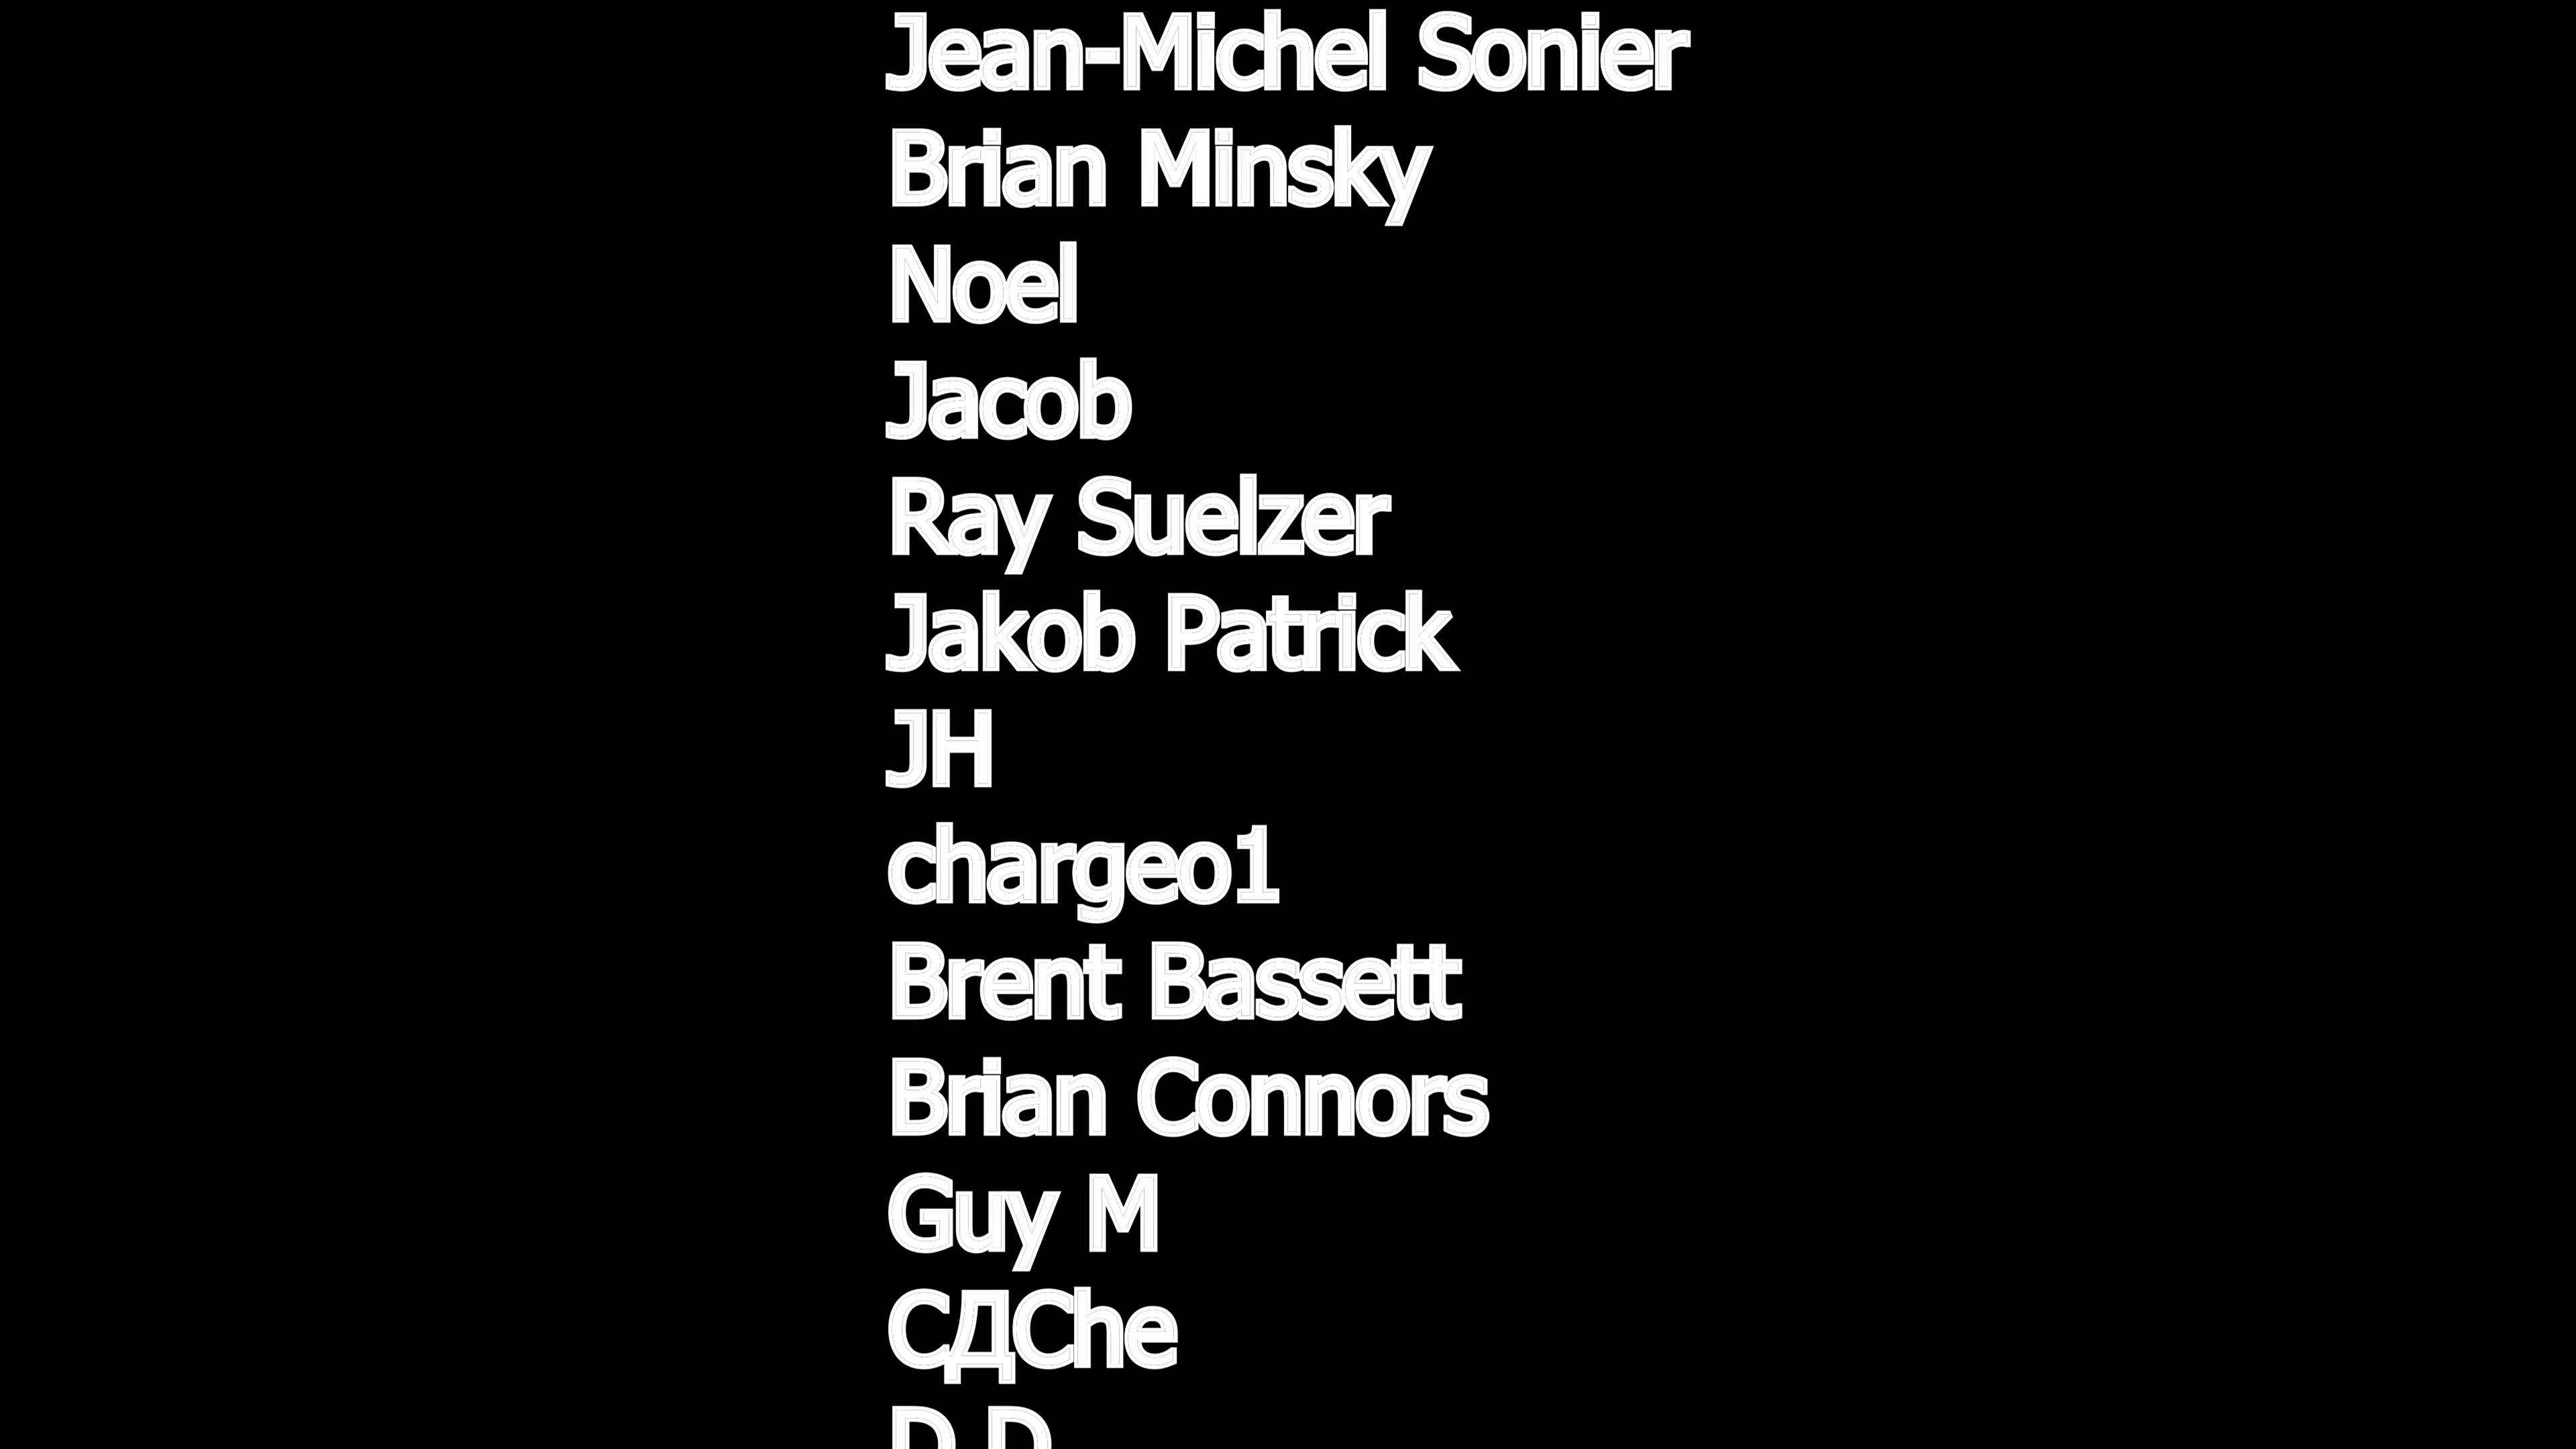 Jean-Michel Sonier
Brian Minsky
Noel
Jacob
Ray Suelzer
Jakob Patrick
JH
chargeo1
Brent Bassett
Brian Connors
Guy M
СДChe